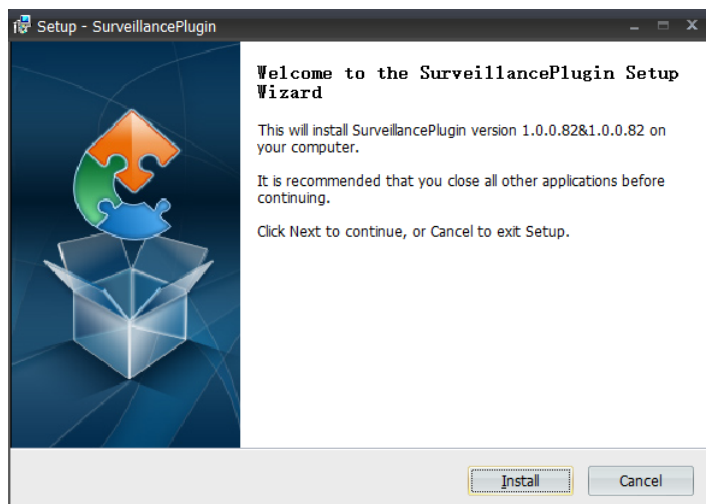 Setup - SurveillancePlugin
Welcome to the SurveillancePlugin Setup
Wizard
This will install SurveillancePlugin version 1.0.0.82&1.0.0.82 on
your computer.
It is recommended that you close all other applications before
continuing.
Click Next to continue, or Cancel to exit Setup.
Install
Cancel